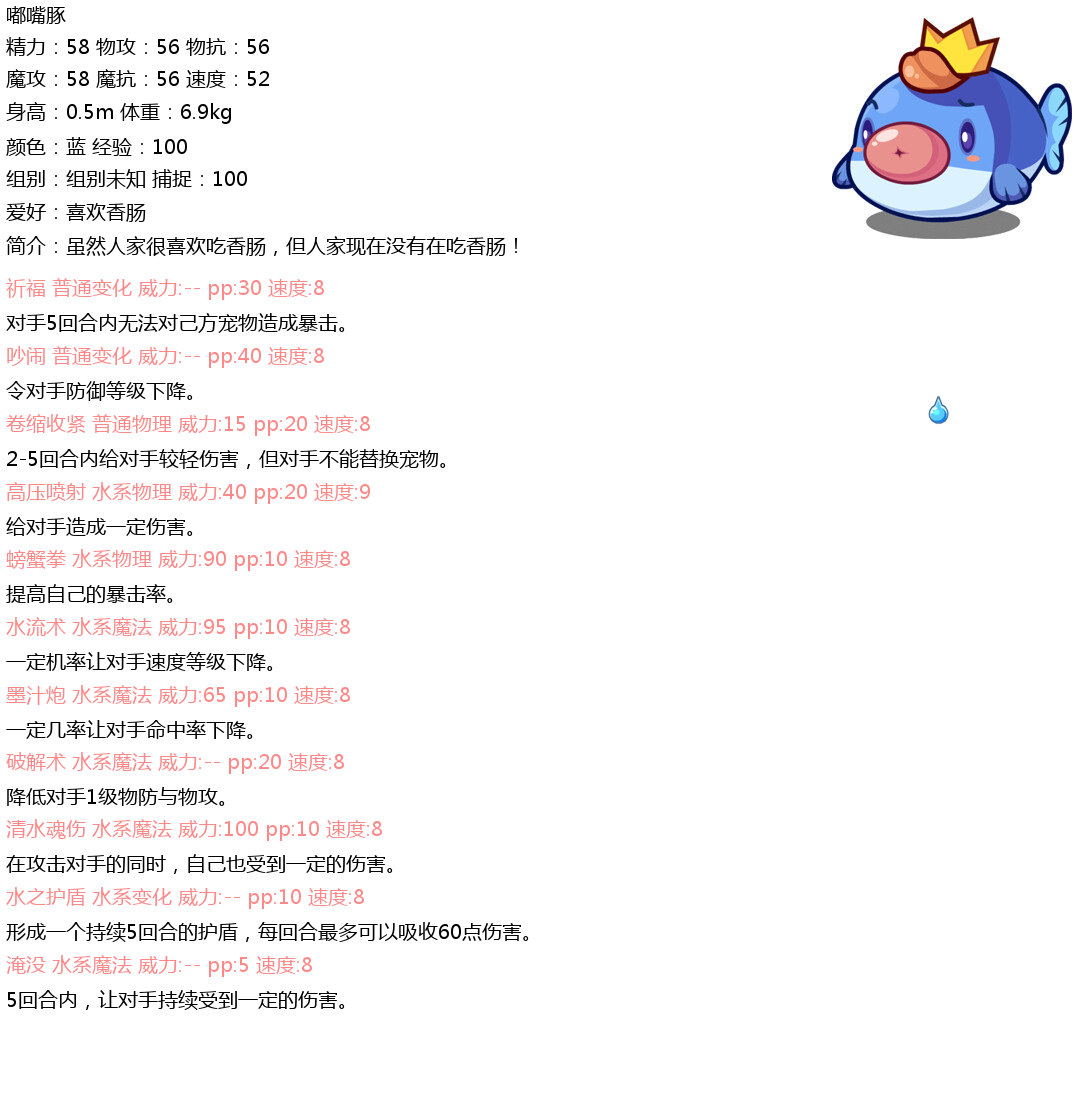 嘟嘴豚
精力：58 物攻：56 物抗：56
魔攻：58 魔抗：56 速度：52
身高：0.5m 体重：6.9kg
颜色：蓝 经验：100
组别：组别未知 捕捉：100
爱好：喜欢香肠
简介：虽然人家很喜欢吃香肠，但人家现在没有在吃香肠！
祈福 普通变化 威力:-- pp:30 速度:8
对手5回合内无法对己方宠物造成暴击。
吵闹 普通变化 威力:-- pp:40 速度:8
令对手防御等级下降。
卷缩收紧 普通物理 威力:15 pp:20 速度:8
2-5回合内给对手较轻伤害，但对手不能替换宠物。
高压喷射 水系物理 威力:40 pp:20 速度:9
给对手造成一定伤害。
螃蟹拳 水系物理 威力:90 pp:10 速度:8
提高自己的暴击率。
水流术 水系魔法 威力:95 pp:10 速度:8
一定机率让对手速度等级下降。
墨汁炮 水系魔法 威力:65 pp:10 速度:8
一定几率让对手命中率下降。
破解术 水系魔法 威力:-- pp:20 速度:8
降低对手1级物防与物攻。
清水魂伤 水系魔法 威力:100 pp:10 速度:8
在攻击对手的同时，自己也受到一定的伤害。
水之护盾 水系变化 威力:-- pp:10 速度:8
形成一个持续5回合的护盾，每回合最多可以吸收60点伤害。
淹没 水系魔法 威力:-- pp:5 速度:8
5回合内，让对手持续受到一定的伤害。